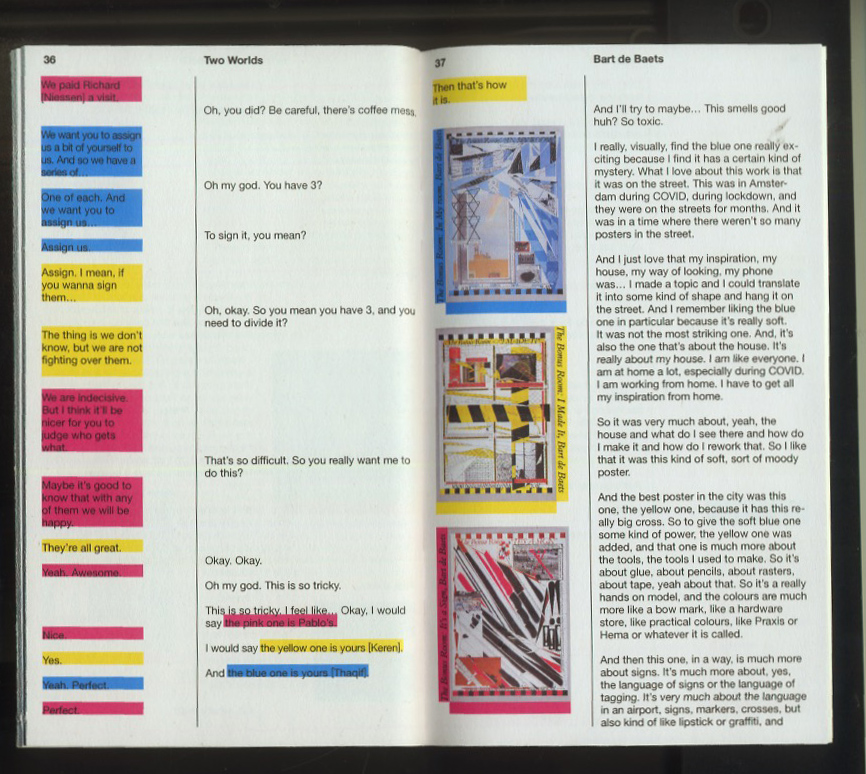 36
Two Worlds
We paid Richard
[Niessen] a visit.
Oh, you did? Be careful, there's coffee mess.
We want you to assign
us a bit of yourself to
us. And so we have a
series of...
Oh my god. You have 3?
One of each. And
we want you to
assign us...
To sign it, you mean?
Assign us.
Assign. I mean, if
you wanna sign
them...
Oh, okay. So you mean you have 3, and you
need to divide it?
The thing is we don't
know, but we are not
fighting over them.
We are indecisive.
But I think it'll be
nicer for you to
judge who gets
what.
That's so difficult. So you really want me to
do this?
Maybe it's good to
know that with any
of them we will be
happy.
They're all great.
Okay. Okay.
Yeah. Awesome.
Oh my god. This is so tricky.
This is so tricky. I feel like... Okay, I would
say the pink one is Pablo's.
Nice.
I would say the yellow one is yours [Keren].
Yes.
And the blue one is yours [Thaqif].
Yeah. Perfect.
Perfect.
37
Bart de Baets
Then that's how
it is.
The Bonus Room: In My room, Bart de Baets
The Bonus Room: I Made It, Bart de Baets
The Bonus Room: It's a Sign, Bart de Baets
And I'll try to maybe... This smells good
huh? So toxic.
I really, visually, find the blue one really ex-
citing because I find it has a certain kind of
mystery. What I love about this work is that
it was on the street. This was in Amster-
dam during COVID, during lockdown, and
they were on the streets for months. And it
was in a time where there weren't so many
posters in the street.
And I just love that my inspiration, my
house, my way of looking, my phone
was... I made a topic and I could translate
it into some kind of shape and hang it on
the street. And I remember liking the blue
one in particular because it's really soft.
It was not the most striking one. And, it's
also the one that's about the house. It's
really about my house. I am like everyone. I
am at home a lot, especially during COVID.
I am working from home. I have to get all
my inspiration from home.
So it was very much about, yeah, the
house and what do I see there and how do
I make it and how do I rework that. So I like
that it was this kind of soft, sort of moody
poster.
And the best poster in the city was this
one, the yellow one, because it has this re-
ally big cross. So to give the soft blue one
some kind of power, the yellow one was
added, and that one is much more about
the tools, the tools I used to make. So it's
about glue, about pencils, about rasters,
about tape, yeah about that. So it's a really
hands on model, and the colours are much
more like a bow mark, like a hardware
store, like practical colours, like Praxis or
Hema or whatever it is called.
And then this one, in a way, is much more
about signs. It's much more about, yes,
the language of signs or the language of
tagging. It's very much about the language
in an airport, signs, markers, crosses, but
also kind of like lipstick or graffiti, and